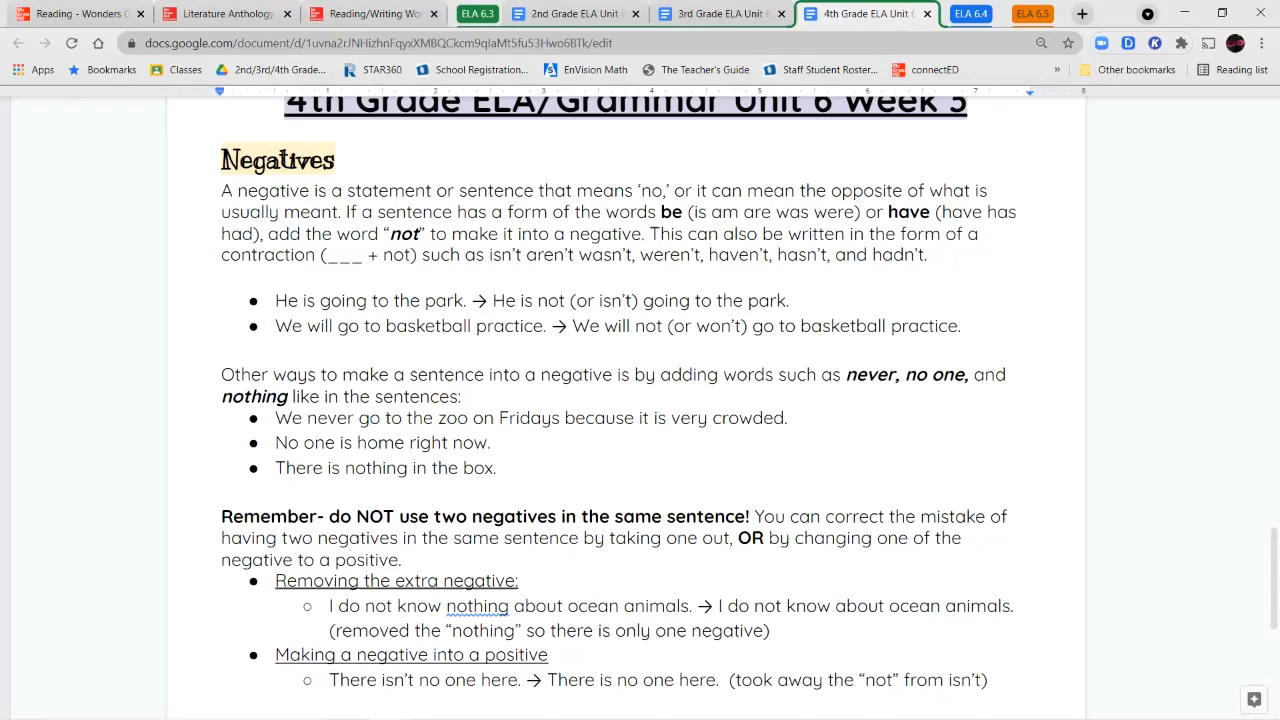 Reading - Wonders C
Literature Antholog
Reading/Writing Wo
ELA 6.3
2nd Grade ELA Unit
3rd Grade ELA Unit
4th Grade ELA Unit 6
ELA 6.4
ELA 6.5
Apps
Bookmarks
Classes
2nd/3rd/4th Grade...
STAR360
School Registration...
EnVision Math
The Teacher's Guide
Staff Student Roster...
connectED
»
Other bookmarks
Reading list
1 2 3 4 5 6 7 8
4th Grade ELA/Grammar Unit 6 Week 5
Negatives
A negative is a statement or sentence that means ‘no,’ or it can mean the opposite of what is
usually meant. If a sentence has a form of the words be (is am are was were) or have (have has
had), add the word “not” to make it into a negative. This can also be written in the form of a
contraction (___ + not) such as isn’t aren’t wasn’t, weren’t, haven’t, hasn’t, and hadn’t.
● He is going to the park. → He is not (or isn’t) going to the park.
● We will go to basketball practice. → We will not (or won’t) go to basketball practice.
Other ways to make a sentence into a negative is by adding words such as never, no one, and
nothing like in the sentences:
● We never go to the zoo on Fridays because it is very crowded.
● No one is home right now.
● There is nothing in the box.
Remember- do NOT use two negatives in the same sentence! You can correct the mistake of
having two negatives in the same sentence by taking one out, OR by changing one of the
negative to a positive.
● Removing the extra negative:
○ I do not know nothing about ocean animals. → I do not know about ocean animals.
(removed the “nothing” so there is only one negative)
● Making a negative into a positive
○ There isn’t no one here. → There is no one here. (took away the “not” from isn’t)